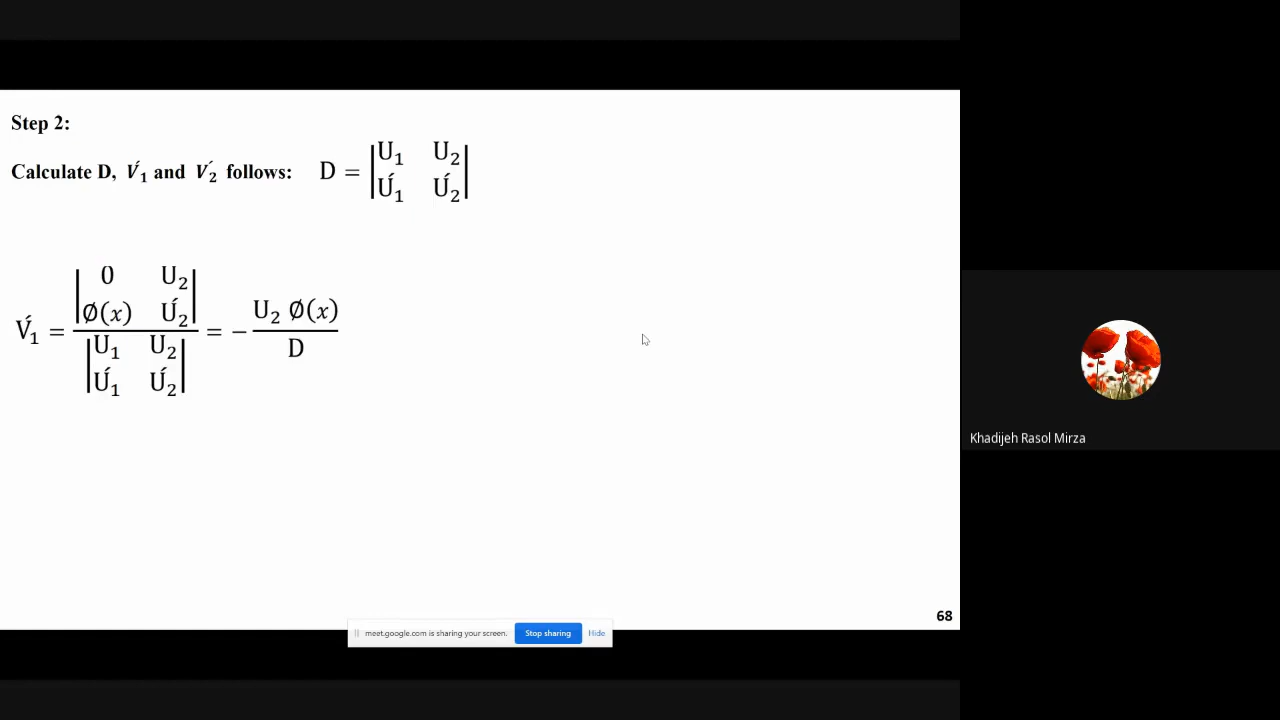 Step 2:
Calculate D, V́₁ and V₂́ follows: D = |U₁ U₂|
|Ú₁ Ú₂|
|0 U₂|
|Ø(x) Ú₂|
V́₁ = ――― = − U₂ Ø(x) / D
|U₁ U₂|
|Ú₁ Ú₂|
Khadijeh Rasol Mirza
68
meet.google.com is sharing your screen. Stop sharing Hide